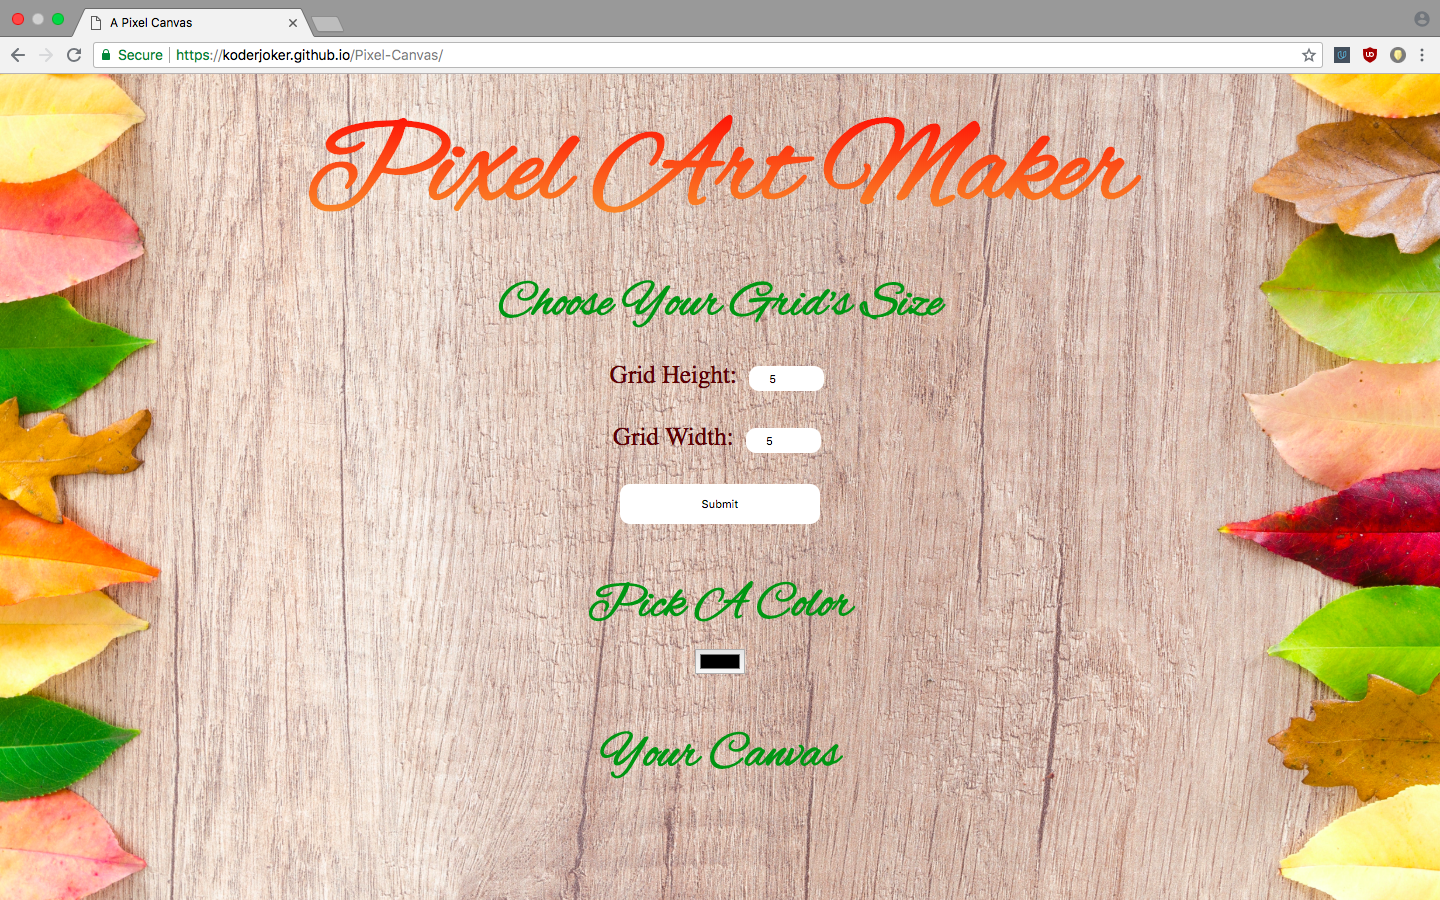 A Pixel Canvas
Secure https://koderjoker.github.io/Pixel-Canvas/
Pixel Art Maker
Choose Your Grid's Size
Grid Height: 5
Grid Width: 5
Submit
Pick A Color
Your Canvas